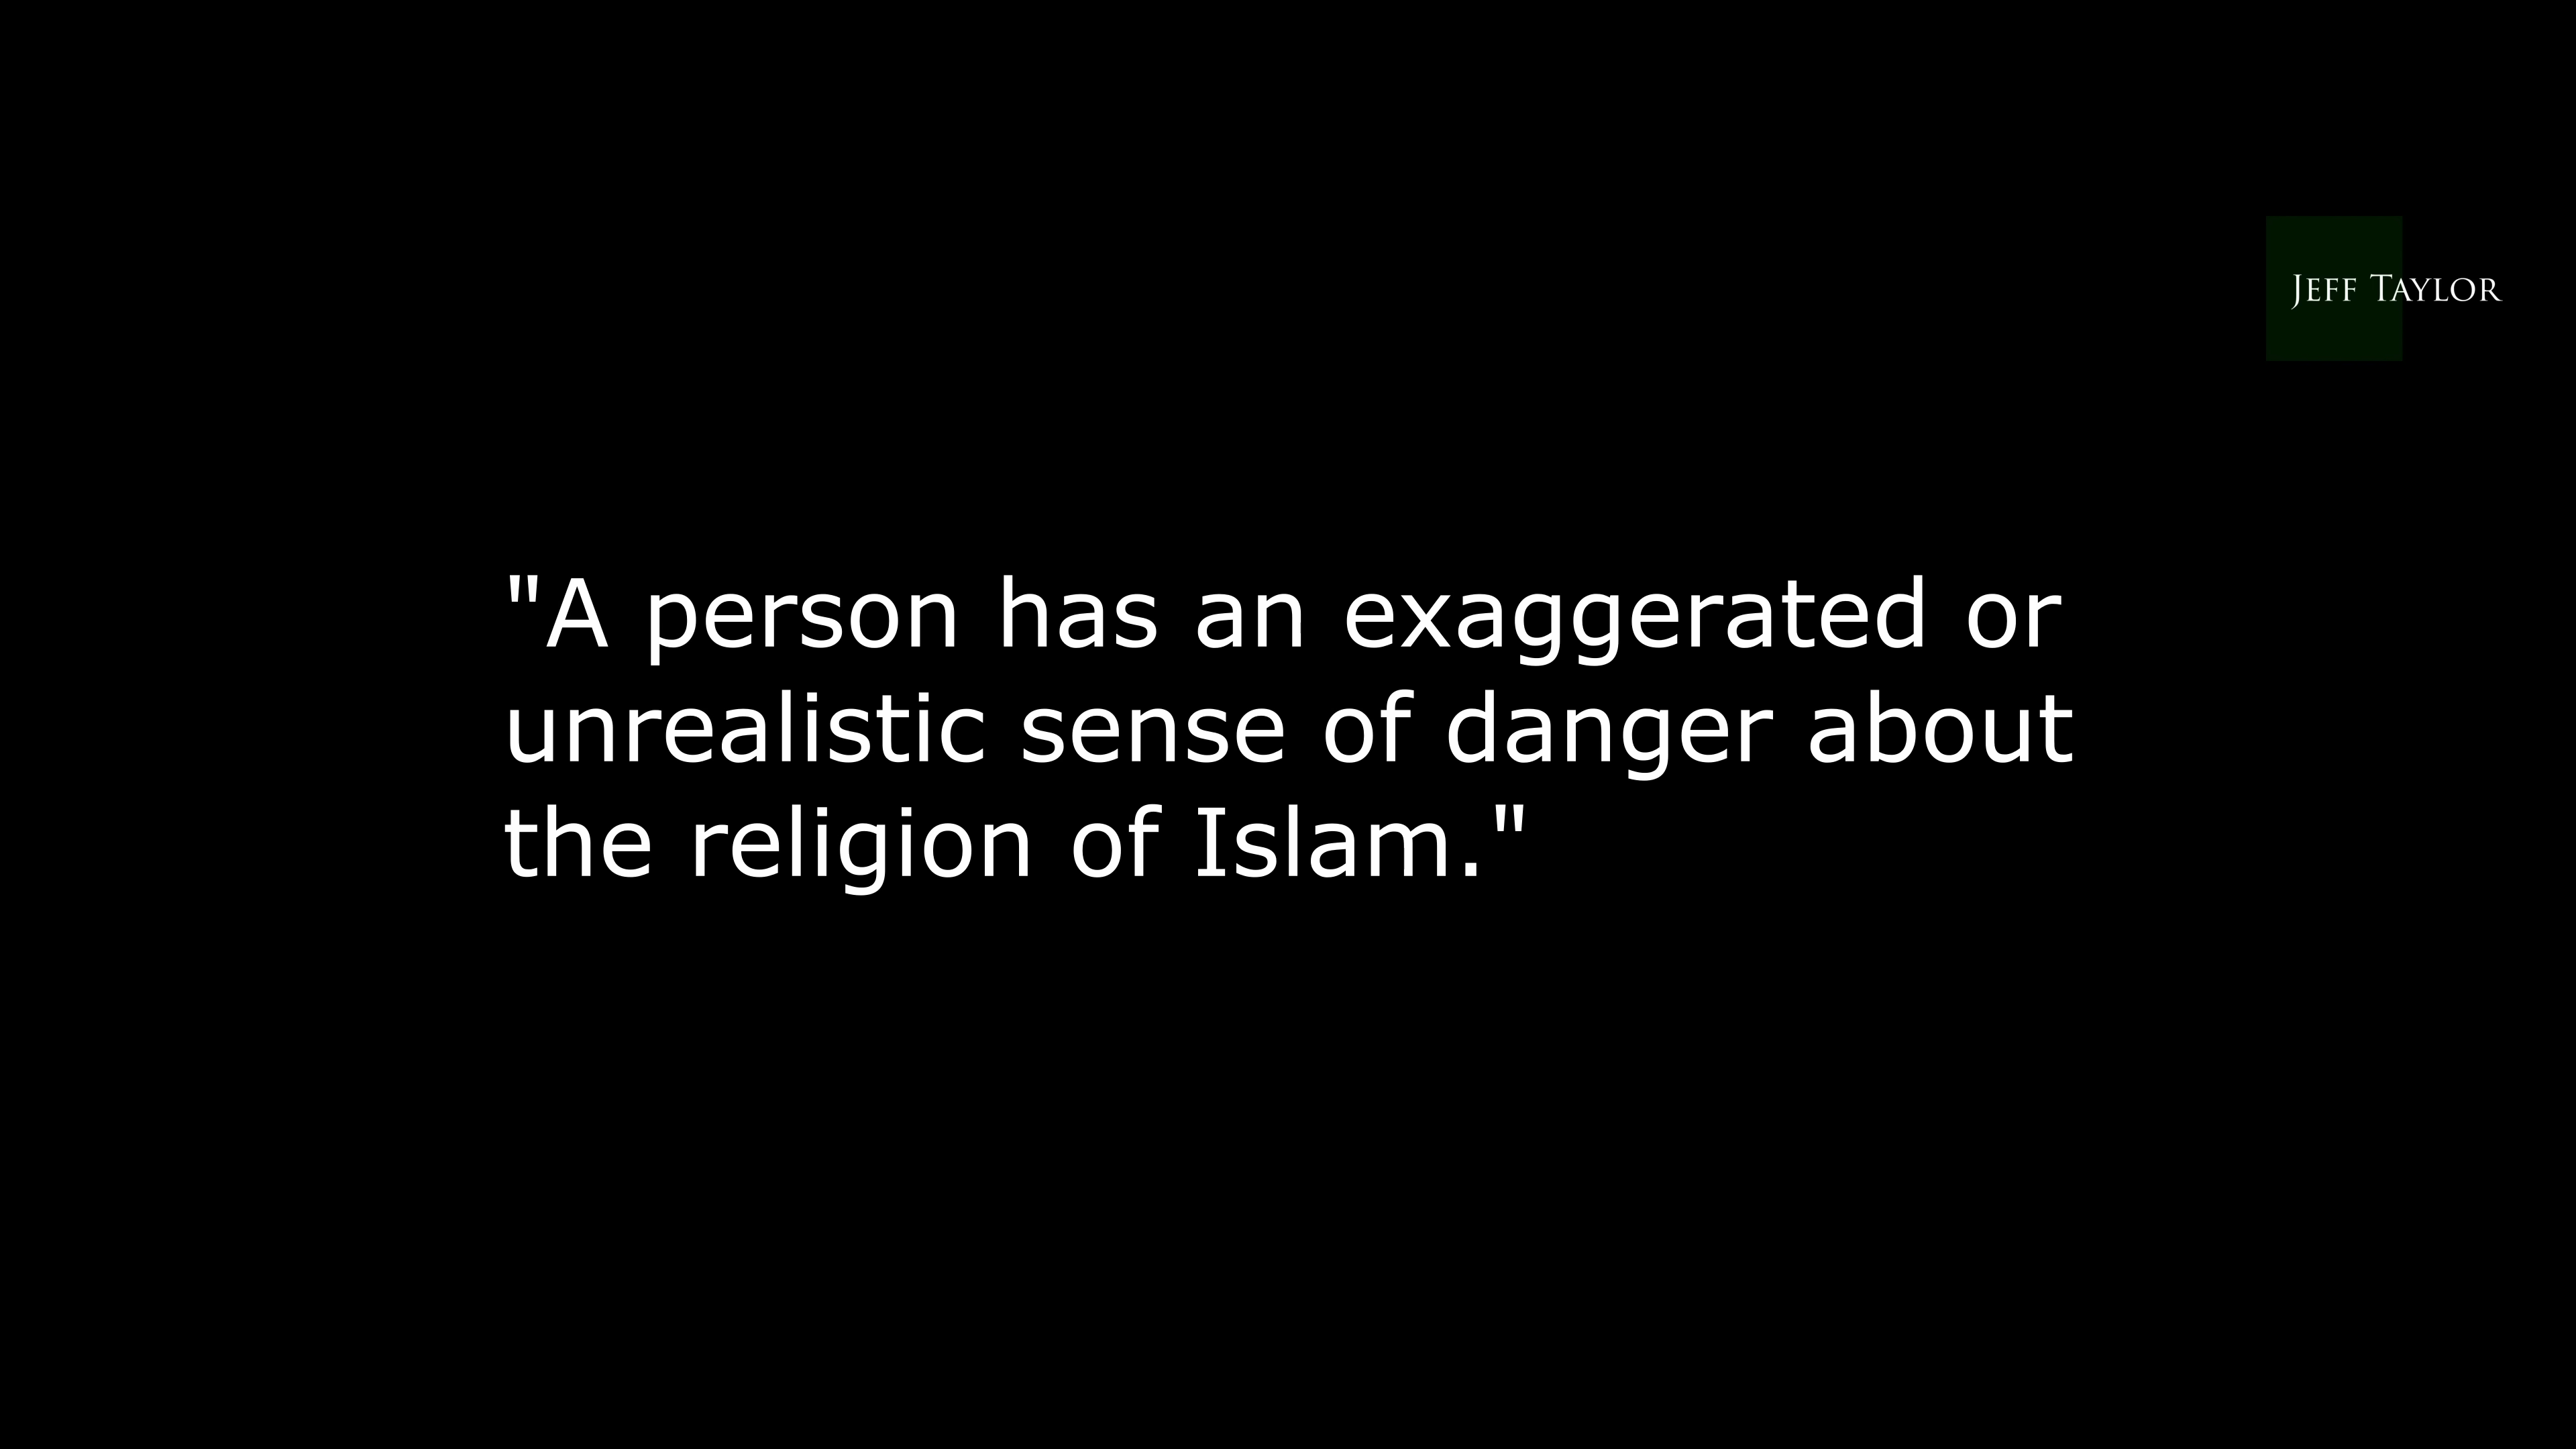 Jeff Taylor
"A person has an exaggerated or
unrealistic sense of danger about
the religion of Islam."